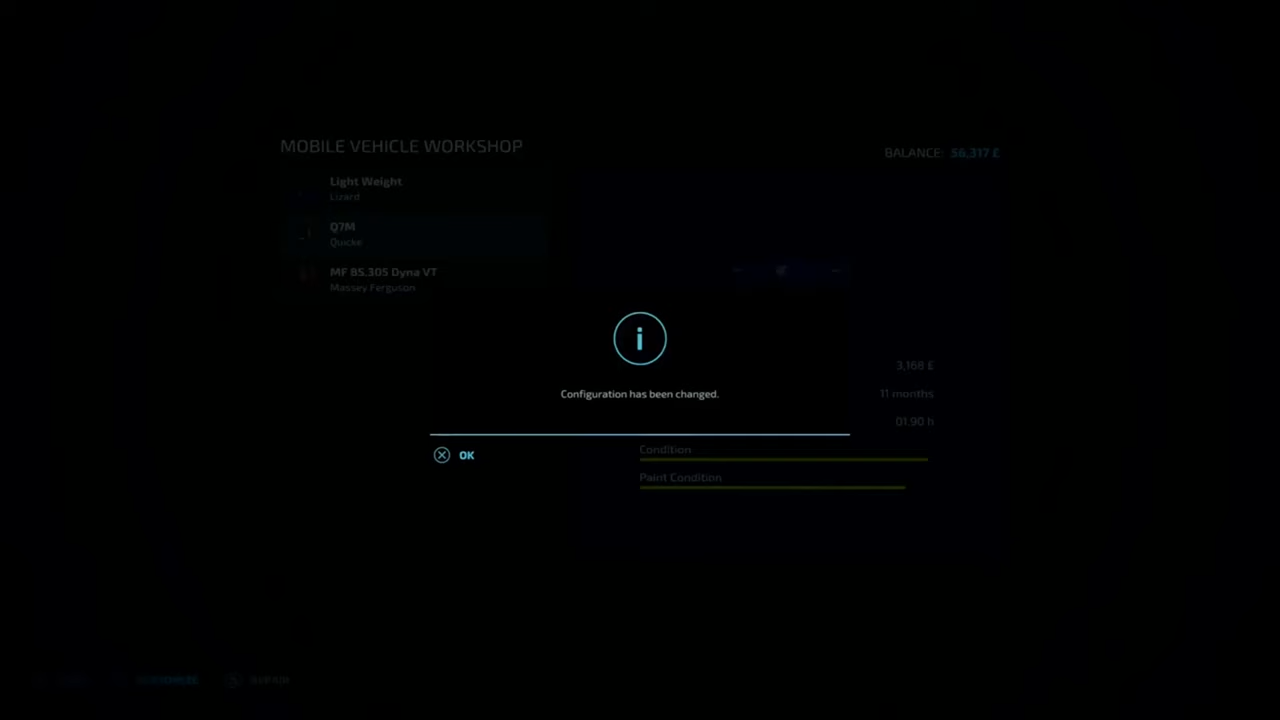 MOBILE VEHICLE WORKSHOP
BALANCE: 56,317 £
Light Weight
Lizard
Q7M
Quicke
MF 8S.305 Dyna VT
Massey Ferguson
3,168 £
Configuration has been changed.
11 months
01:90 h
Condition
OK
Paint Condition